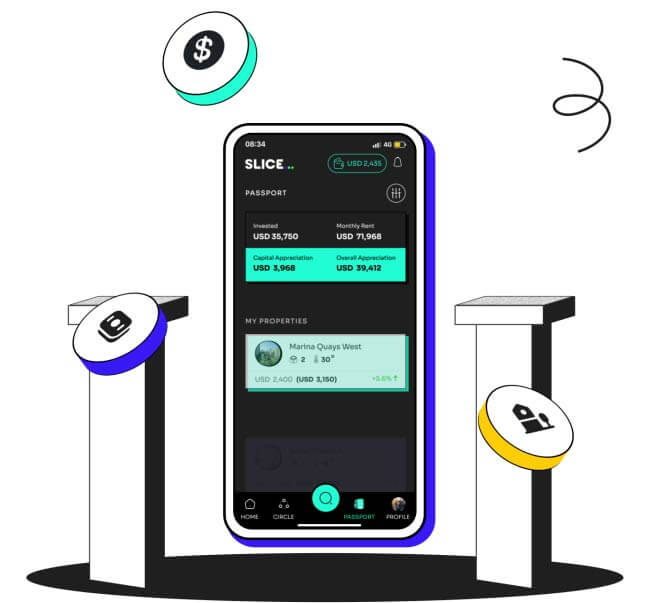 $
08:34 4G
SLICE USD 2,435
PASSPORT
Invested Monthly Rent
USD 35,750 USD 71,968
Capital Appreciation Overall Appreciation
USD 3,968 USD 39,412
MY PROPERTIES
Marina Quays West
2 30°
USD 2,400 (USD 3,150) +5.6% ↑
HOME CIRCLE PASSPORT PROFILE